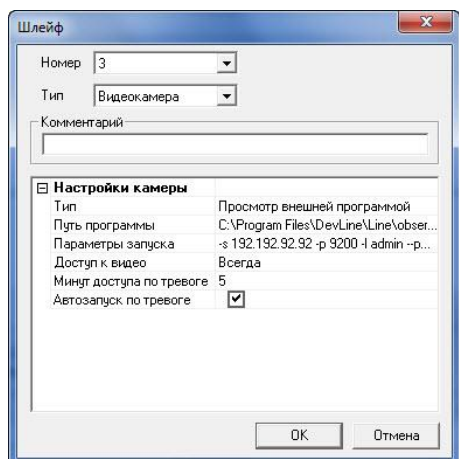 Шлейф
Номер 3
Тип Видеокамера
Комментарий
Настройки камеры
Тип Просмотр внешней программой
Путь программы C:\Program Files\DevLine\Line\obser...
Параметры запуска -s 192.192.92.92 -p 9200 -l admin --p...
Доступ к видео Всегда
Минут доступа по тревоге 5
Автозапуск по тревоге
OK Отмена